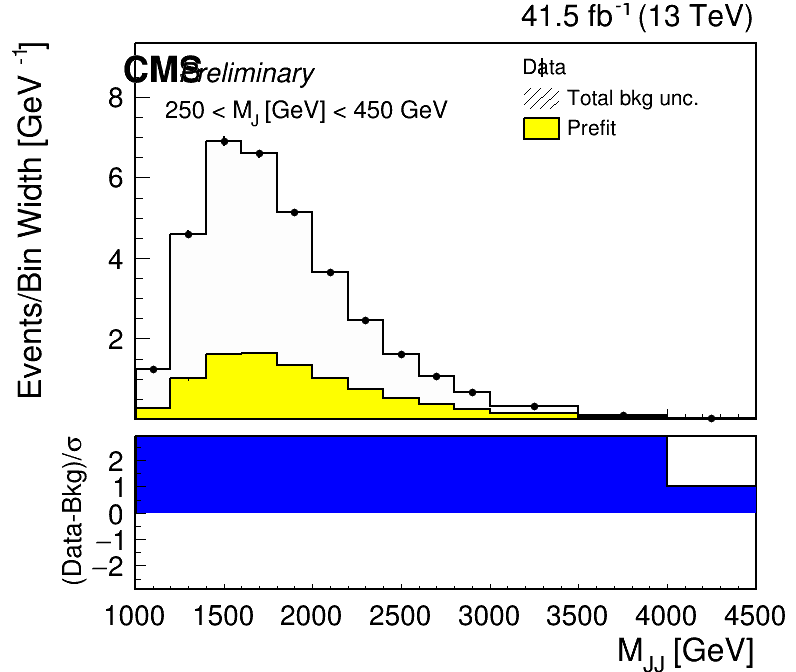 41.5 fb-1 (13 TeV)
CMS Preliminary
250 < MJ [GeV] < 450 GeV
Data
Total bkg unc.
Prefit
Events/Bin Width [GeV-1]
8
6
4
2
(Data-Bkg)/σ
2
1
0
−1
−2
1000 1500 2000 2500 3000 3500 4000 4500
MJJ [GeV]